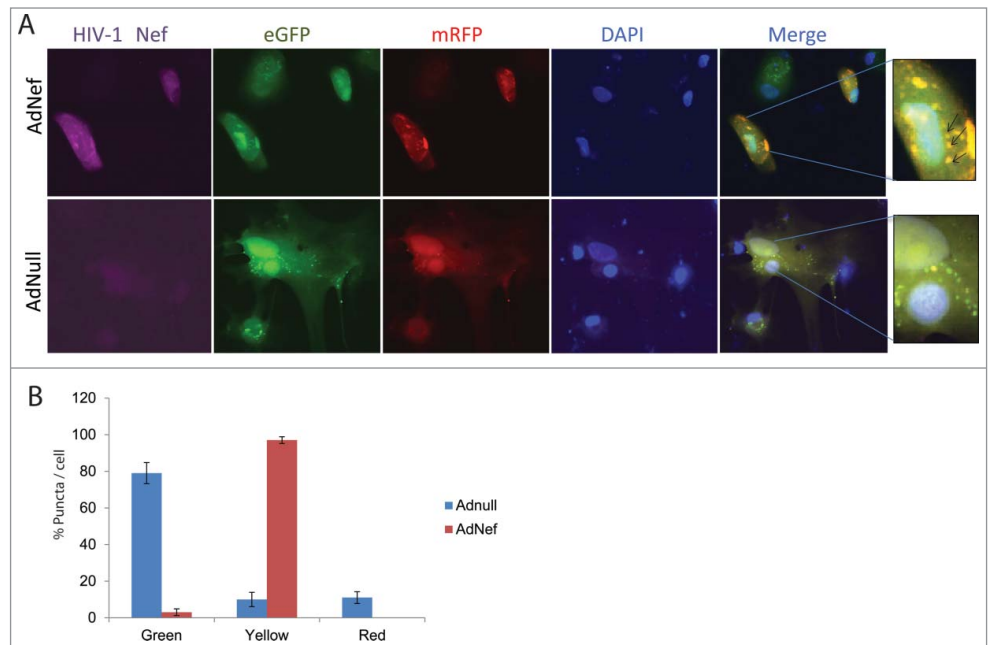 A
HIV-1 Nef
eGFP
mRFP
DAPI
Merge
AdNef
AdNull
B
120
100
80
60
40
20
0
% Puncta / cell
Green
Yellow
Red
Adnull
AdNef